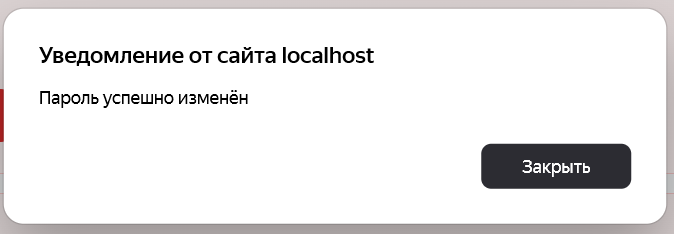 Уведомление от сайта localhost
Пароль успешно изменён
Закрыть